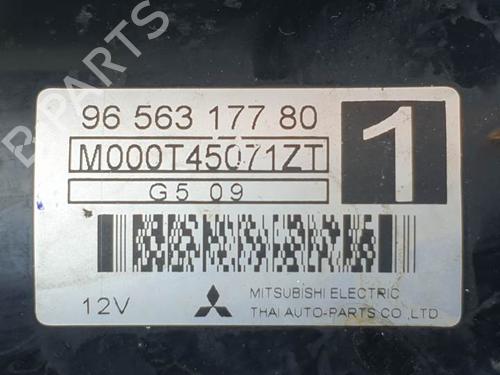 B-PARTS
96 563 177 80
1
M000T45071ZT
G5 09
12V
MITSUBISHI ELECTRIC
THAI AUTO-PARTS CO.,LTD